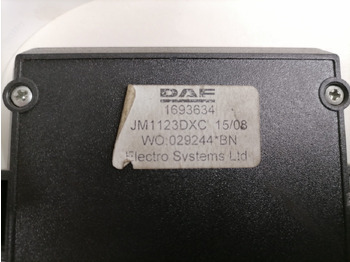 DAF
1693634
JM1123DXC 15/08
WO:029244*BN
Electro Systems Ltd